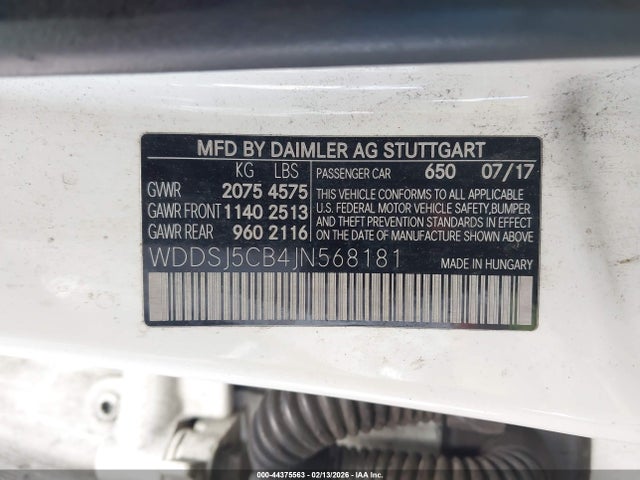 MFD BY DAIMLER AG STUTTGART
KG LBS
GVWR 2075 4575
GAWR FRONT 1140 2513
GAWR REAR 960 2116
PASSENGER CAR 650 07/17
THIS VEHICLE CONFORMS TO ALL APPLICABLE
U.S. FEDERAL MOTOR VEHICLE SAFETY, BUMPER
AND THEFT PREVENTION STANDARDS IN EFFECT
ON THE DATE OF MANUFACTURE SHOWN ABOVE.
WDDSJ5CB4JN568181
MADE IN HUNGARY
000-44375563 - 02/13/2026 - © Copyright 2026, IAA Inc.